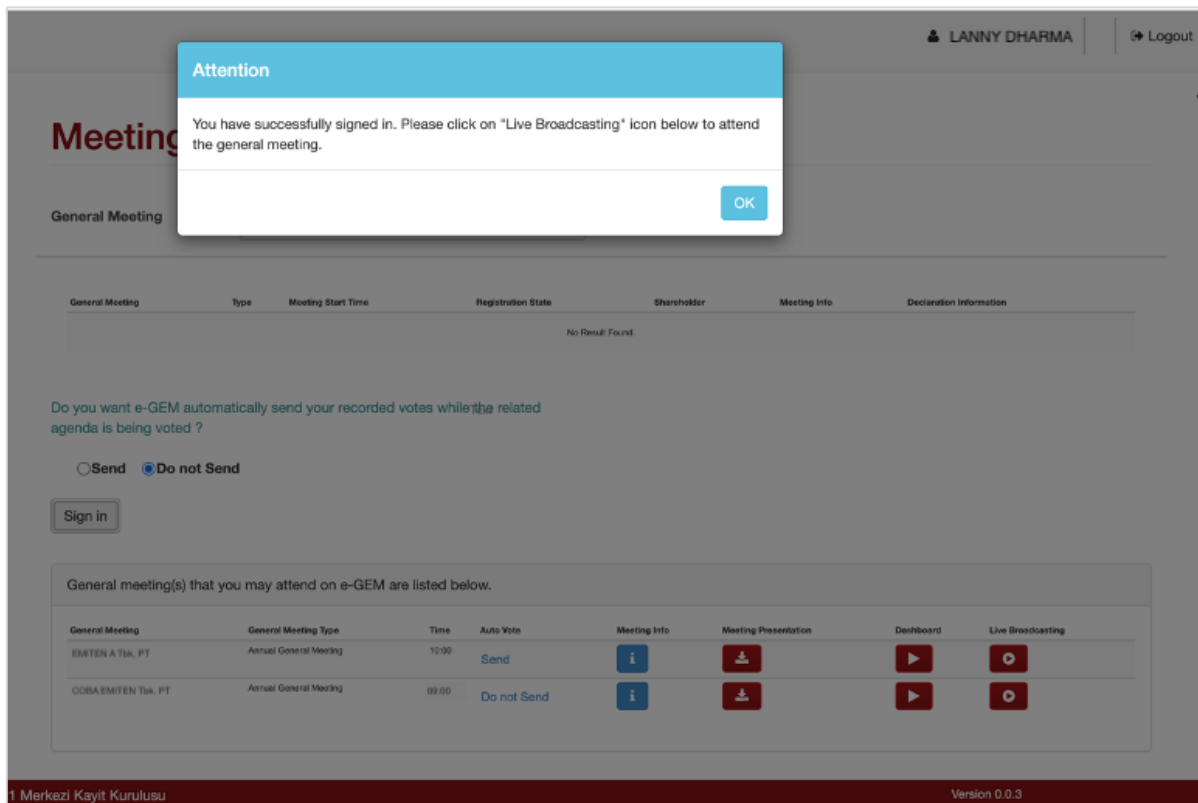 LANNY DHARMA
Logout
Attention
You have successfully signed in. Please click on "Live Broadcasting" icon below to attend
the general meeting.
OK
Meeting
General Meeting
General Meeting Type Meeting Start Time Registration State Shareholder Meeting Info Declaration Information
No Result Found.
Do you want e-GEM automatically send your recorded votes while the related
agenda is being voted ?
Send Do not Send
Sign in
General meeting(s) that you may attend on e-GEM are listed below.
General Meeting General Meeting Type Time Auto Vote Meeting Info Meeting Presentation Dashboard Live Broadcasting
EMITEN A Tbk, PT Annual General Meeting 10:00 Send
COBA EMITEN Tbk, PT Annual General Meeting 09.00 Do not Send
1 Merkezi Kayit Kurulusu Version 0.0.3